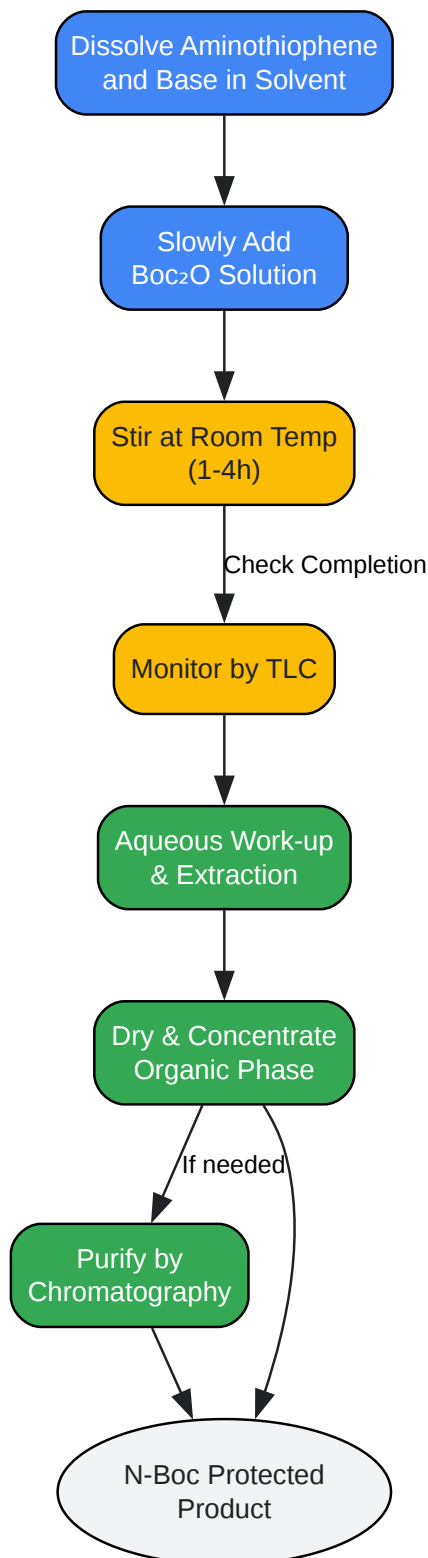 Dissolve Aminothiophene
and Base in Solvent
Slowly Add
Boc₂O Solution
Stir at Room Temp
(1-4h)
Check Completion
Monitor by TLC
Aqueous Work-up
& Extraction
Dry & Concentrate
Organic Phase
If needed
Purify by
Chromatography
N-Boc Protected
Product